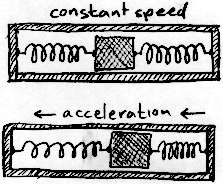 constant speed
← acceleration ←